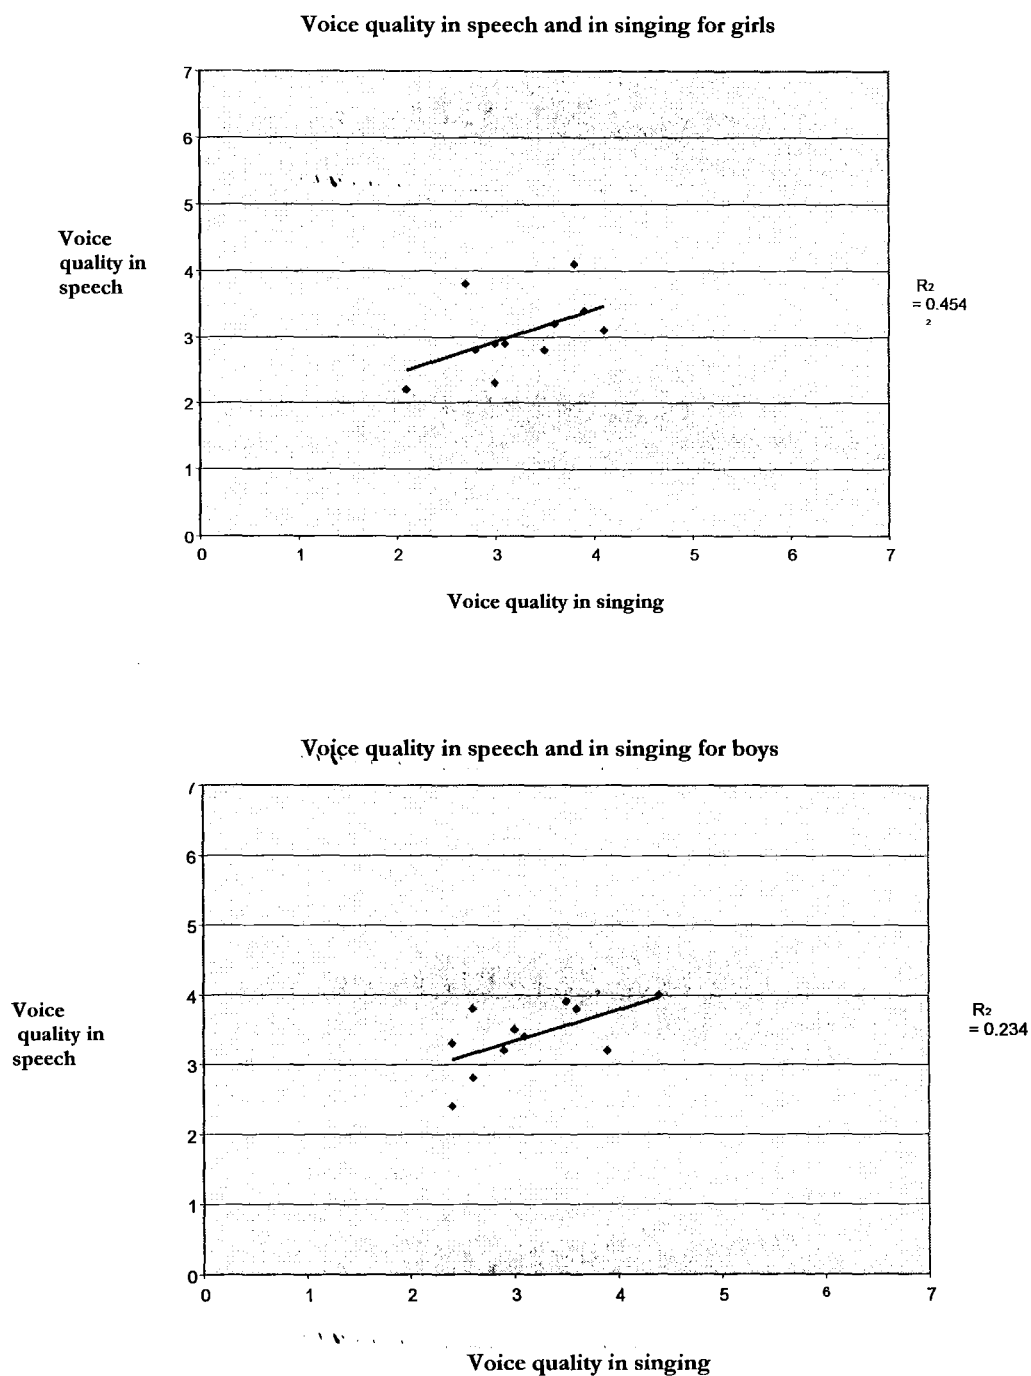 Voice quality in speech and in singing for girls
7
6
5
4
3
2
1
0
Voice
quality in
speech
R2
= 0.454
2
0 1 2 3 4 5 6 7
Voice quality in singing
Voice quality in speech and in singing for boys
7
6
5
4
3
2
1
0
Voice
quality in
speech
R2
= 0.234
0 1 2 3 4 5 6 7
Voice quality in singing